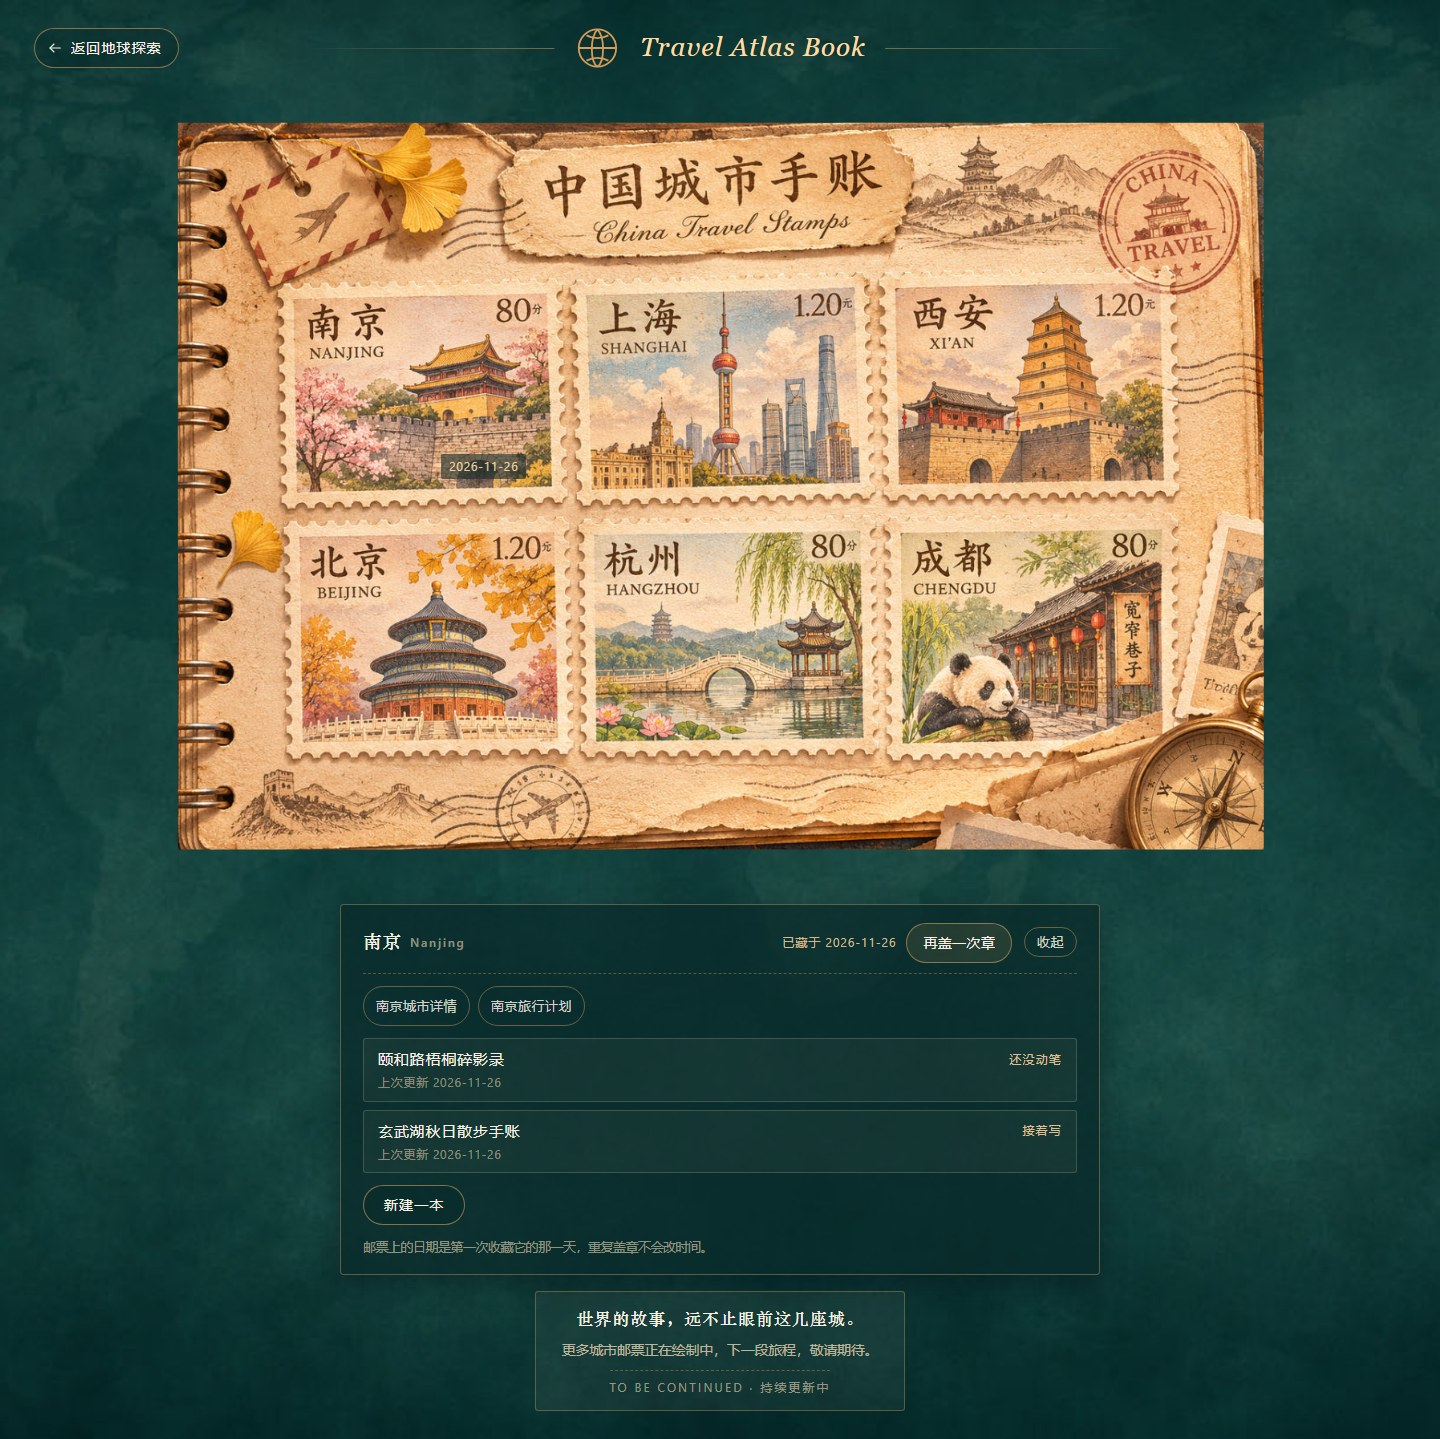 ← 返回地球探索
Travel Atlas Book
中国城市手账
China Travel Stamps
CHINA
TRAVEL
南京
NANJING
80分
2026-11-26
上海
SHANGHAI
1.20元
西安
XI'AN
1.20元
北京
BEIJING
1.20元
杭州
HANGZHOU
80分
成都
CHENGDU
80分
宽窄巷子
N
南京 Nanjing
已藏于 2026-11-26
再盖一次章
收起
南京城市详情
南京旅行计划
颐和路梧桐碎影录
还没动笔
上次更新 2026-11-26
玄武湖秋日散步手账
接着写
上次更新 2026-11-26
新建一本
邮票上的日期是第一次收藏它的那一天，重复盖章不会改时间。
世界的故事，远不止眼前这几座城。
更多城市邮票正在绘制中，下一段旅程，敬请期待。
TO BE CONTINUED · 持续更新中